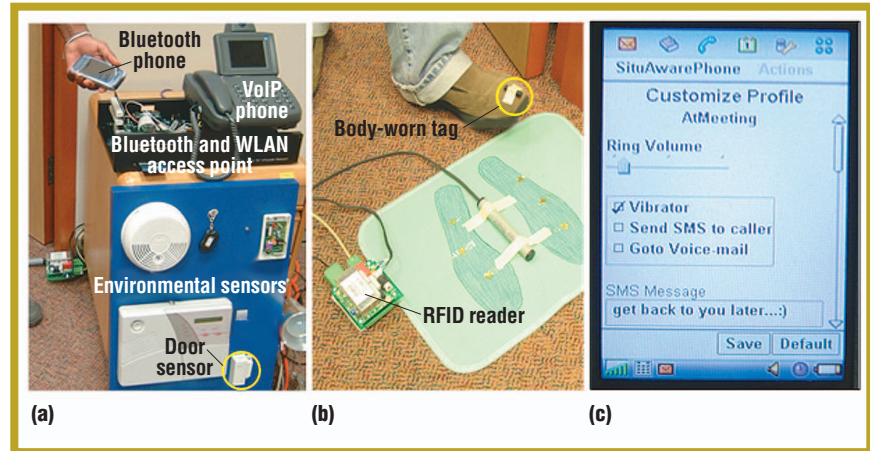 Bluetooth
phone
VoIP
phone
Bluetooth and WLAN
access point
Environmental sensors
Door
sensor
(a)
Body-worn tag
RFID reader
(b)
SituAwarePhone Actions
Customize Profile
AtMeeting
Ring Volume
Vibrator
Send SMS to caller
Goto Voice-mail
SMS Message
get back to you later...:)
Save Default
(c)